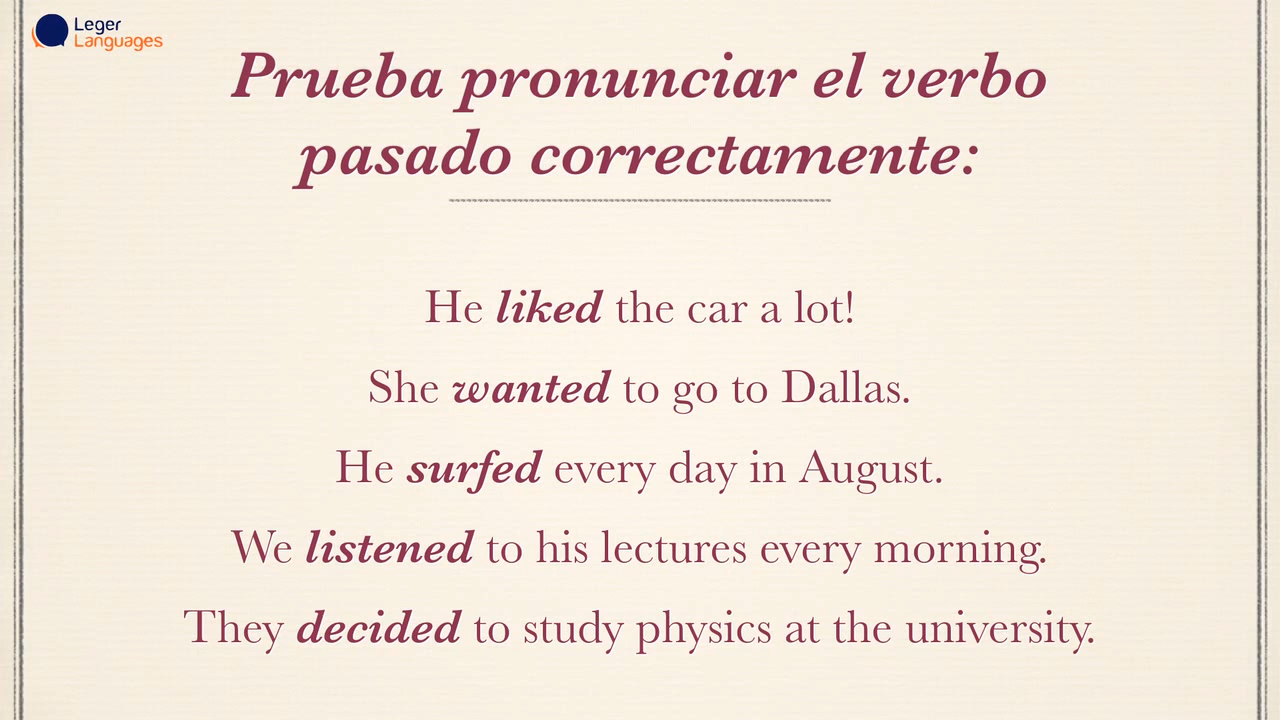 Leger
Languages
Prueba pronunciar el verbo
pasado correctamente:
He liked the car a lot!
She wanted to go to Dallas.
He surfed every day in August.
We listened to his lectures every morning.
They decided to study physics at the university.